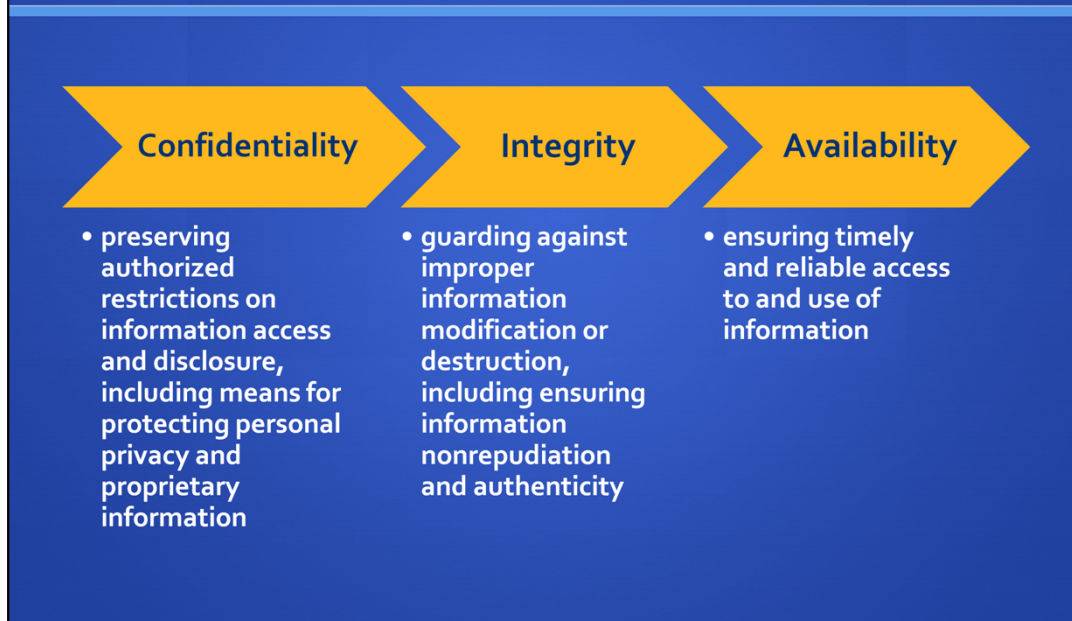 Confidentiality
• preserving
authorized
restrictions on
information access
and disclosure,
including means for
protecting personal
privacy and
proprietary
information
Integrity
• guarding against
improper
information
modification or
destruction,
including ensuring
information
nonrepudiation
and authenticity
Availability
• ensuring timely
and reliable access
to and use of
information